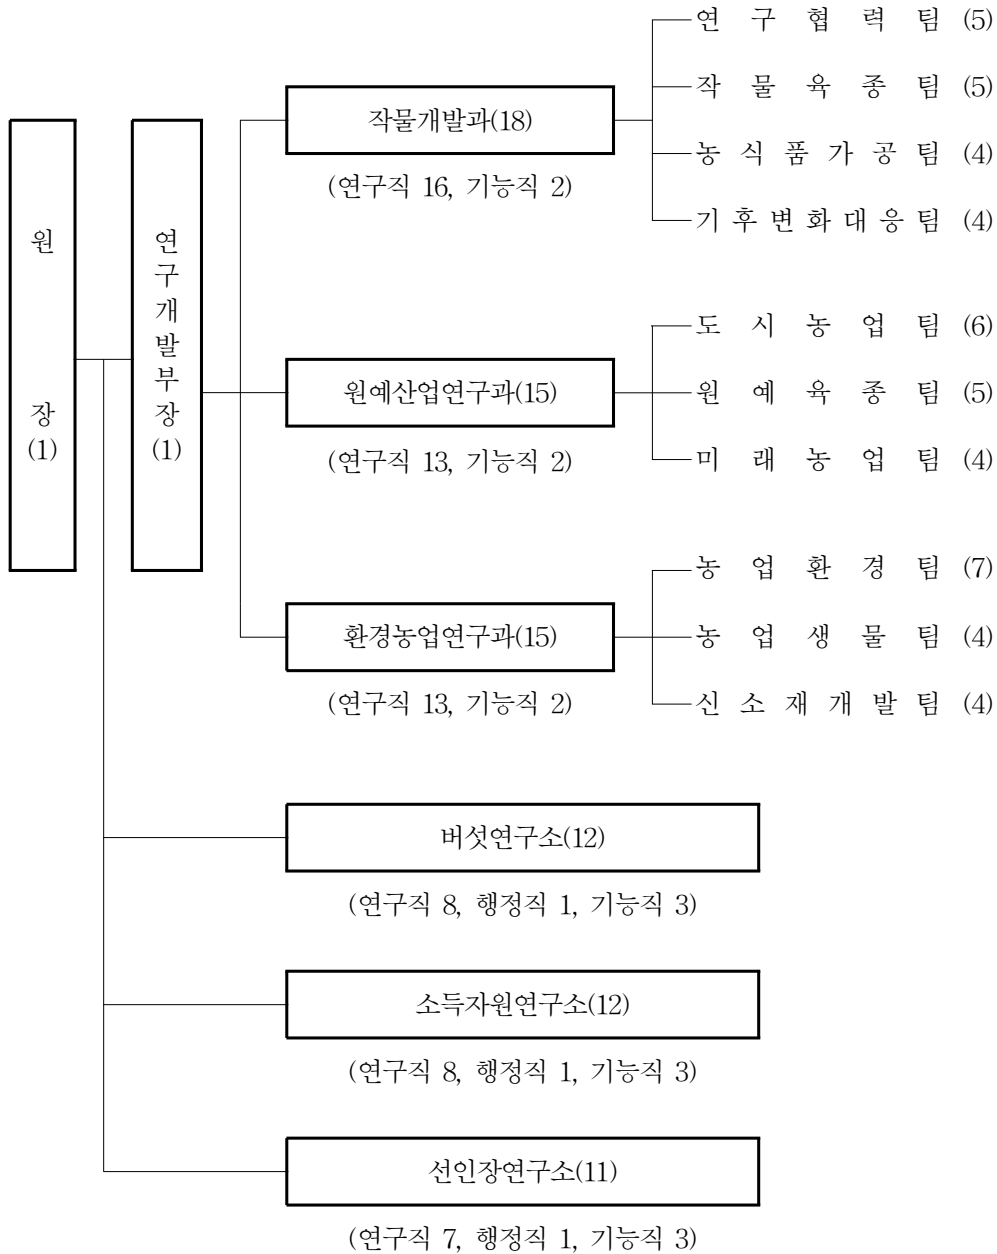 원장(1)
연구개발부장(1)
작물개발과(18)
(연구직 16, 기능직 2)
연구협력팀 (5)
작물육종팀 (5)
농식품가공팀 (4)
기후변화대응팀 (4)
원예산업연구과(15)
(연구직 13, 기능직 2)
도시농업팀 (6)
원예육종팀 (5)
미래농업팀 (4)
환경농업연구과(15)
(연구직 13, 기능직 2)
농업환경팀 (7)
농업생물팀 (4)
신소재개발팀 (4)
버섯연구소(12)
(연구직 8, 행정직 1, 기능직 3)
소득자원연구소(12)
(연구직 8, 행정직 1, 기능직 3)
선인장연구소(11)
(연구직 7, 행정직 1, 기능직 3)